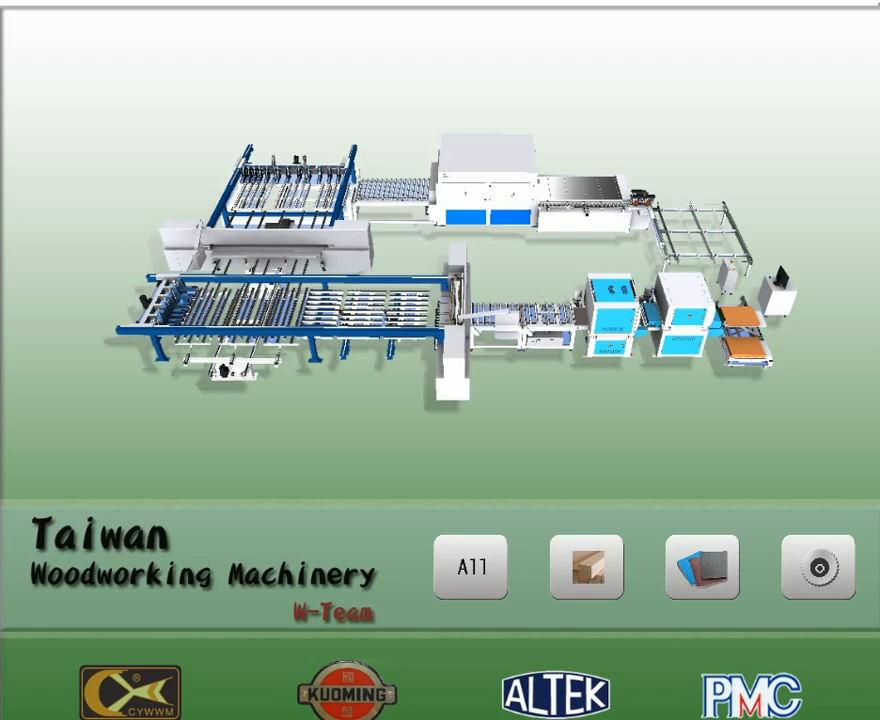 Taiwan
Woodworking Machinery
W-Team
All
CYWWM
KUOMING
ALTEK
PMC